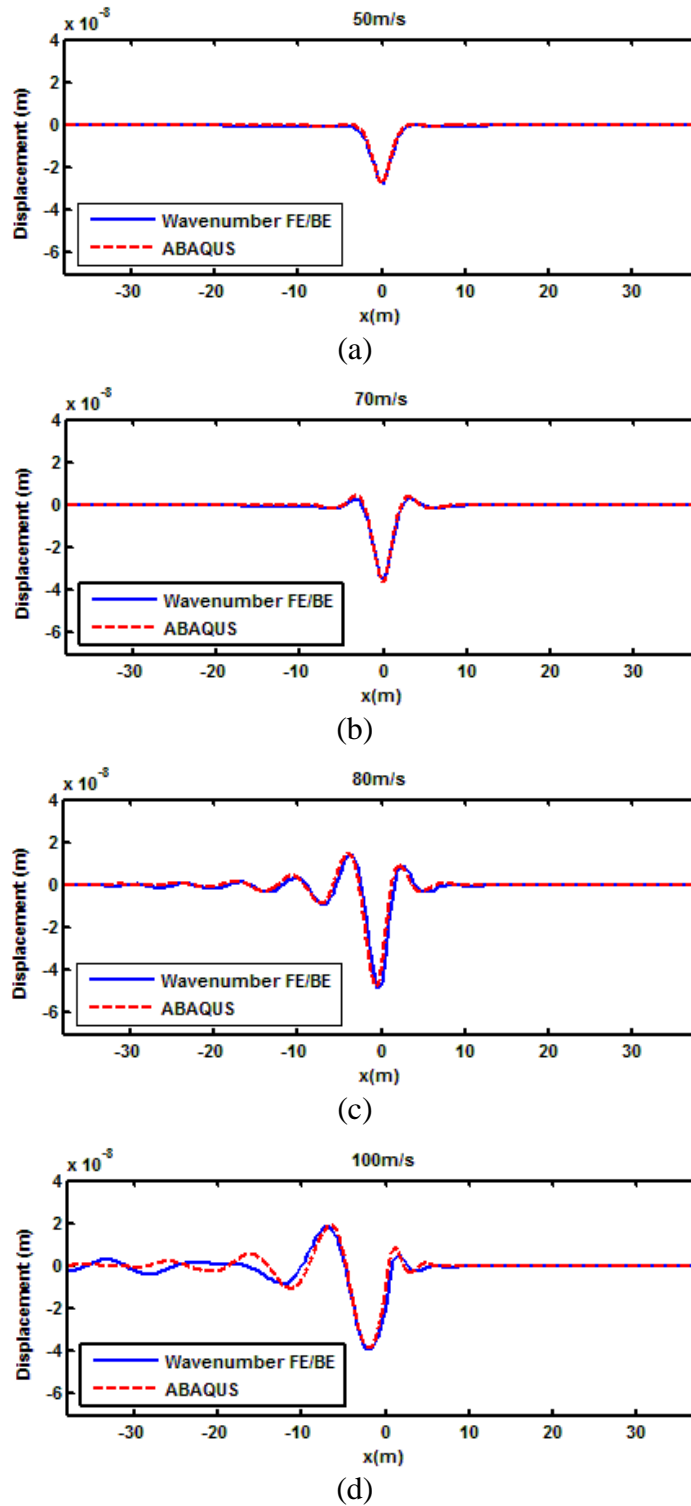 x 10⁻⁸
50m/s
4
2
0
-2
-4
-6
Displacement (m)
Wavenumber FE/BE
ABAQUS
-30 -20 -10 0 10 20 30
x(m)
(a)
x 10⁻⁸
70m/s
4
2
0
-2
-4
-6
Displacement (m)
Wavenumber FE/BE
ABAQUS
-30 -20 -10 0 10 20 30
x(m)
(b)
x 10⁻⁸
80m/s
4
2
0
-2
-4
-6
Displacement (m)
Wavenumber FE/BE
ABAQUS
-30 -20 -10 0 10 20 30
x(m)
(c)
x 10⁻⁸
100m/s
4
2
0
-2
-4
-6
Displacement (m)
Wavenumber FE/BE
ABAQUS
-30 -20 -10 0 10 20 30
x(m)
(d)